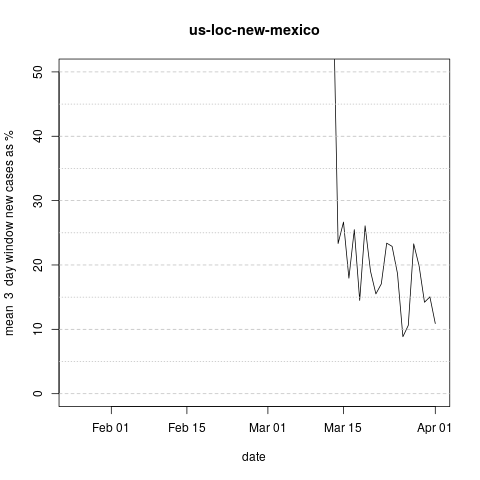 us-loc-new-mexico
mean 3 day window new cases as %
50
40
30
20
10
0
Feb 01 Feb 15 Mar 01 Mar 15 Apr 01
date